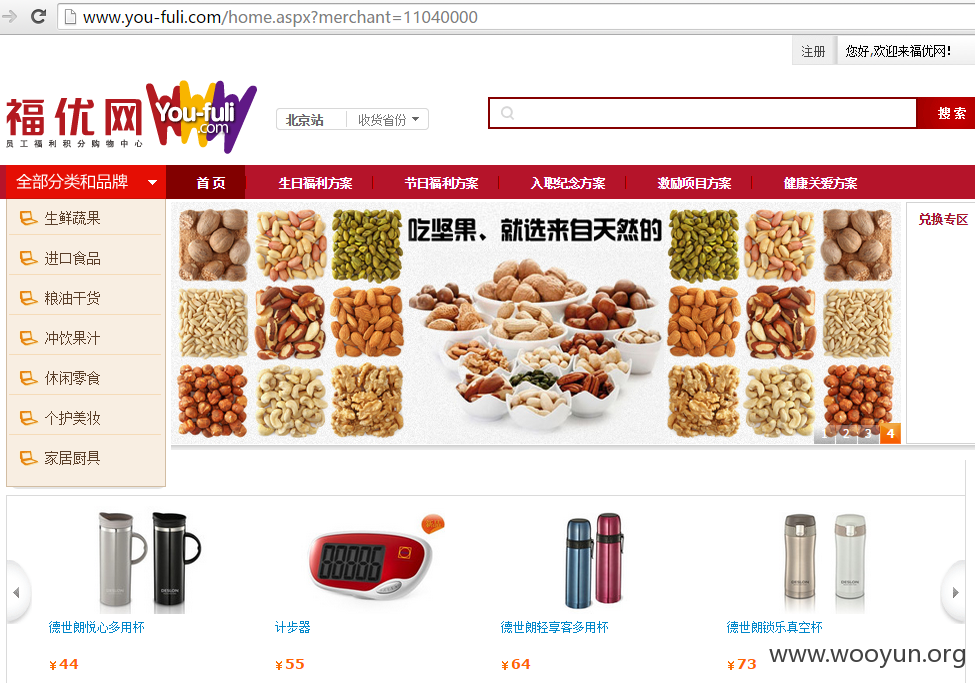 www.you-fuli.com/home.aspx?merchant=11040000
注册 您好,欢迎来福优网!
福优网 You-fuli.com
员工福利积分购物中心
北京站 收货省份
搜 索
全部分类和品牌 首 页 生日福利方案 节日福利方案 入职纪念方案 激励项目方案 健康关爱方案
生鲜蔬果
进口食品
粮油干货
冲饮果汁
休闲零食
个护美妆
家居厨具
吃坚果、就选来自天然的
兑换专区
1 2 3 4
德世朗悦心多用杯 计步器 德世朗轻享客多用杯 德世朗锁乐真空杯
¥44 ¥55 ¥64 ¥73
www.wooyun.org